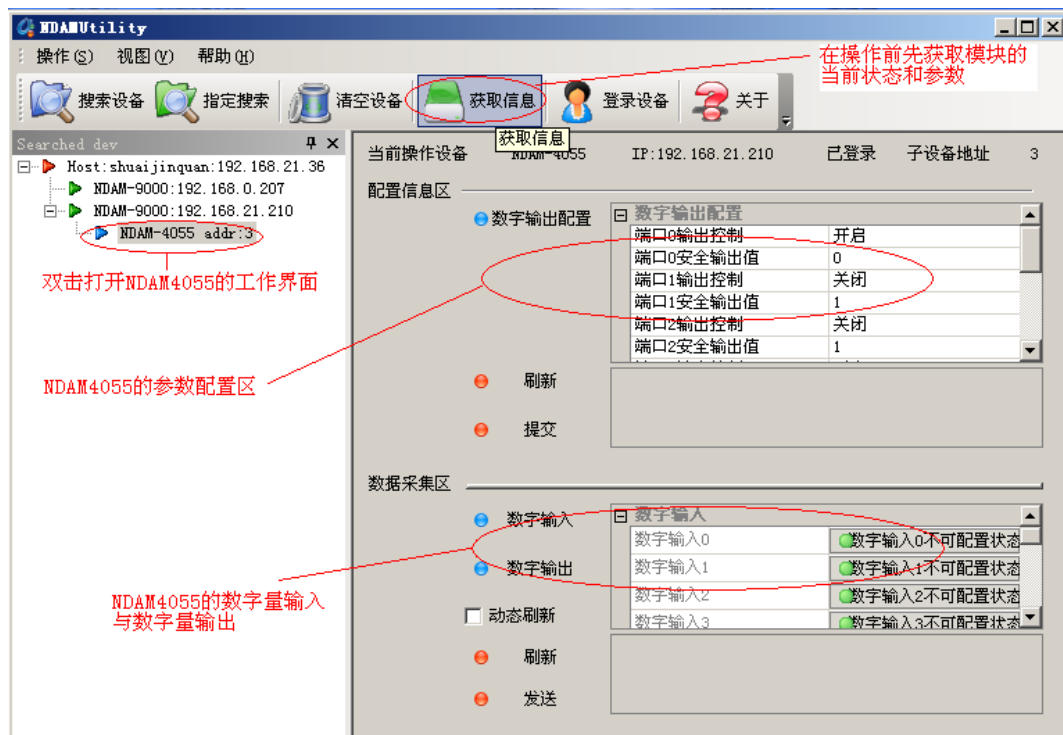 NDAMUtility
操作(S) 视图(V) 帮助(H)
在操作前先获取模块的
当前状态和参数
搜索设备 指定搜索 清空设备 获取信息 登录设备 关于
获取信息
Searched dev
Host:shuaijinquan:192.168.21.36
NDAM-9000:192.168.0.207
NDAM-9000:192.168.21.210
NDAM-4055 addr:3
双击打开NDAM4055的工作界面
NDAM4055的参数配置区
NDAM4055的数字量输入
与数字量输出
当前操作设备 NDAM-4055 IP:192.168.21.210 已登录 子设备地址 3
配置信息区
数字输出配置
数字输出配置
端口0输出控制 开启
端口0安全输出值 0
端口1输出控制 关闭
端口1安全输出值 1
端口2输出控制 关闭
端口2安全输出值 1
刷新
提交
数据采集区
数字输入
数字输出
数字输入
数字输入0 数字输入0不可配置状态
数字输入1 数字输入1不可配置状态
数字输入2 数字输入2不可配置状态
数字输入3 数字输入3不可配置状态
动态刷新
刷新
发送